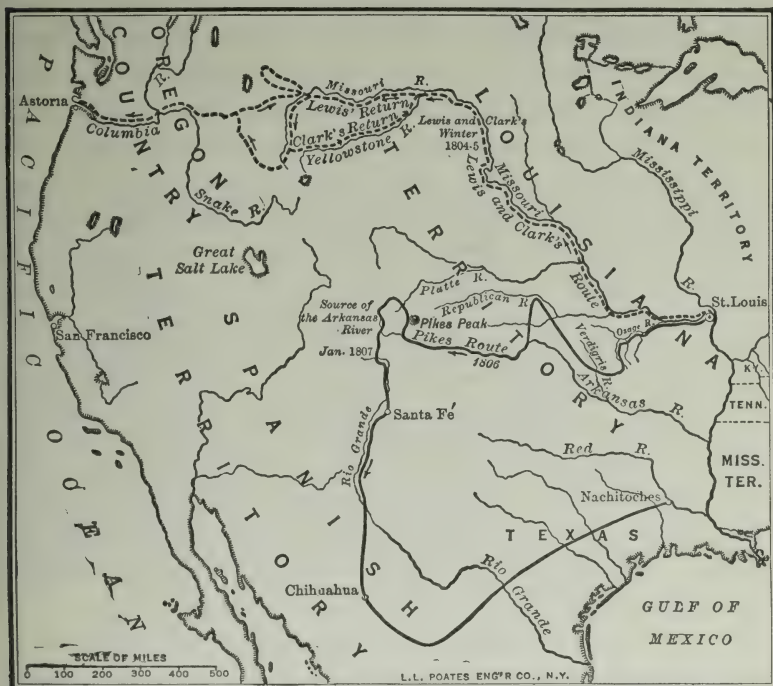 OREGON
COUNTRY
PACIFIC OCEAN
Astoria
Columbia
R.
Missouri R.
Lewis' Return
Clark's Return
Yellowstone R.
Lewis and Clark's
Winter
1804-5
Missouri
Lewis and Clark's
Route
LOUISIANA
TERRITORY
INDIANA TERRITORY
Mississippi
R.
Snake R.
Great
Salt Lake
SPANISH
TERRITORY
San Francisco
Source of
the Arkansas
River
Jan. 1807
Platte R.
Republican R
Pikes Peak
Pikes Route
1806
Verdigris R.
Osage R.
Arkansas R.
St. Louis
KY.
TENN.
MISS.
TER.
Santa Fé
Rio Grande
Red R.
Nachitoches
TEXAS
Rio Grande
Chihuahua
GULF OF
MEXICO
SCALE OF MILES
0 100 200 300 400 500
L.L. POATES ENG'R CO., N.Y.